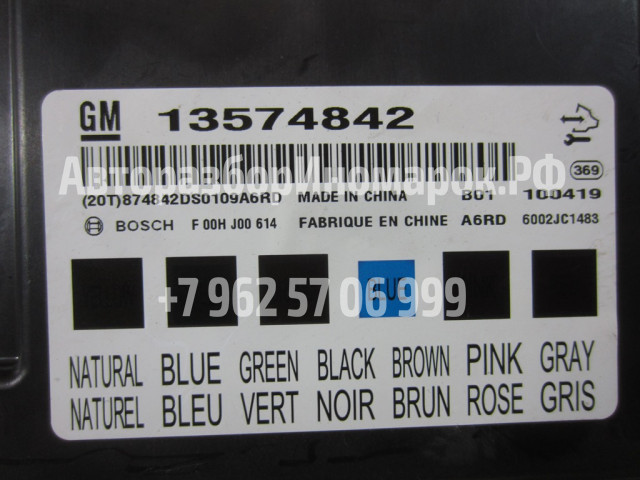 GM 13574842
АвторазборИномарок.РФ
369
(20T)874842DS0109A6RD MADE IN CHINA B01 100419
BOSCH F 00H J00 614 FABRIQUE EN CHINE A6RD 6002JC1483
BLUE
+7 962 57 06 999
NATURAL BLUE GREEN BLACK BROWN PINK GRAY
NATUREL BLEU VERT NOIR BRUN ROSE GRIS